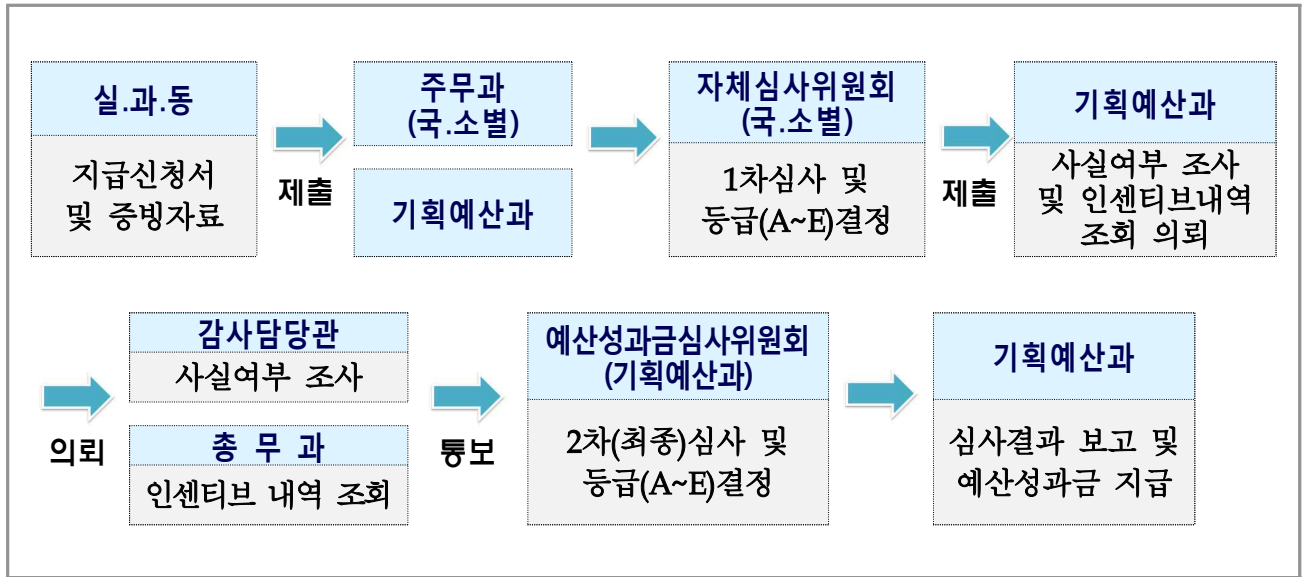 실.과.동
지급신청서
및 증빙자료
제출
주무과
(국.소별)
기획예산과
자체심사위원회
(국.소별)
1차심사 및
등급(A~E)결정
제출
기획예산과
사실여부 조사
및 인센티브내역
조회 의뢰
의뢰
감사담당관
사실여부 조사
총 무 과
인센티브 내역 조회
통보
예산성과금심사위원회
(기획예산과)
2차(최종)심사 및
등급(A~E)결정
기획예산과
심사결과 보고 및
예산성과금 지급